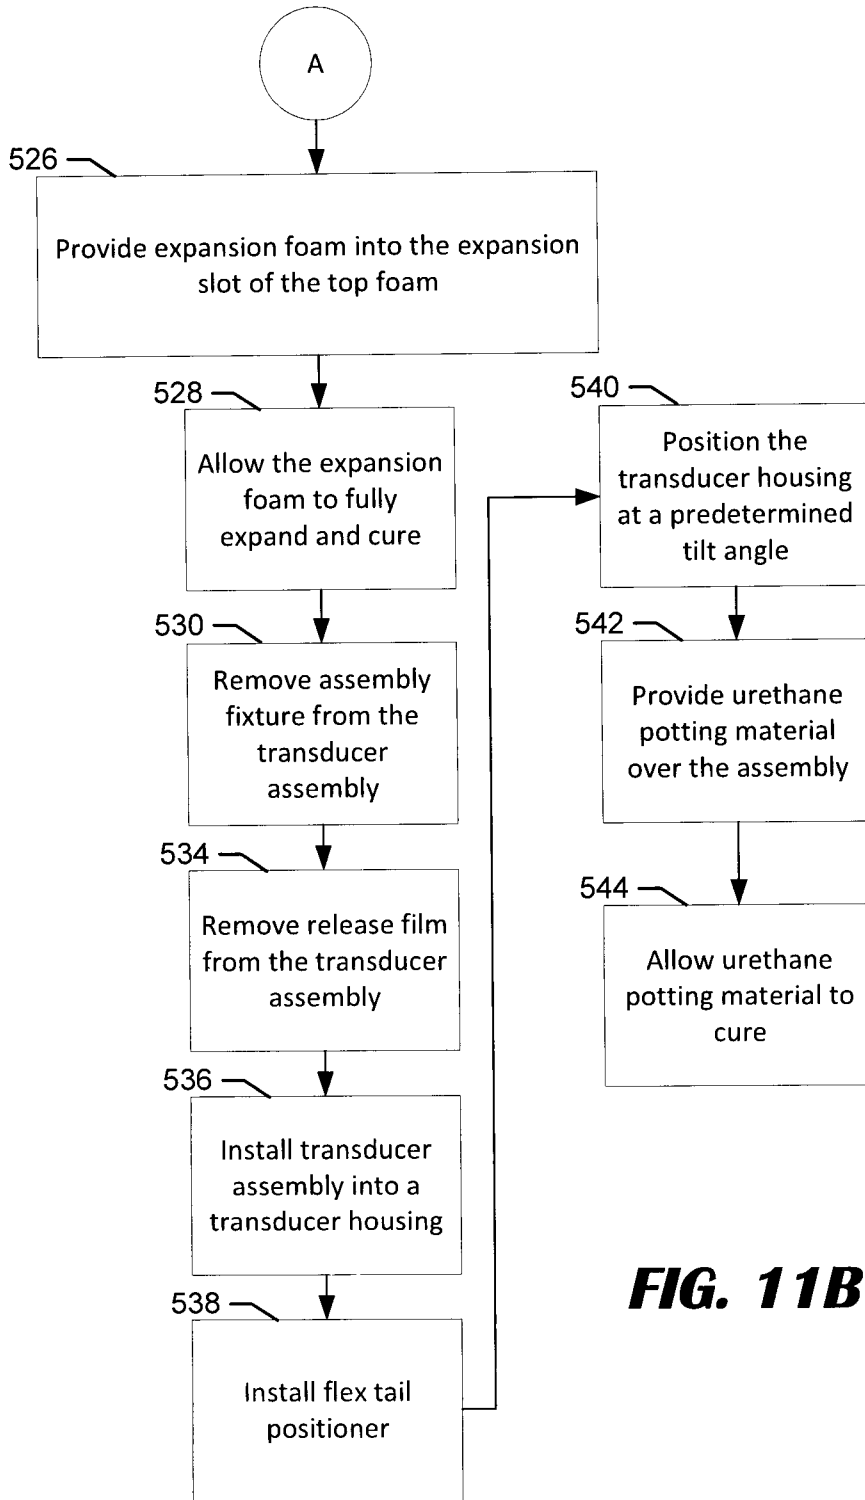 A
526
Provide expansion foam into the expansion
slot of the top foam
528
Allow the expansion
foam to fully
expand and cure
530
Remove assembly
fixture from the
transducer
assembly
534
Remove release film
from the transducer
assembly
536
Install transducer
assembly into a
transducer housing
538
Install flex tail
positioner
540
Position the
transducer housing
at a predetermined
tilt angle
542
Provide urethane
potting material
over the assembly
544
Allow urethane
potting material to
cure
FIG. 11B